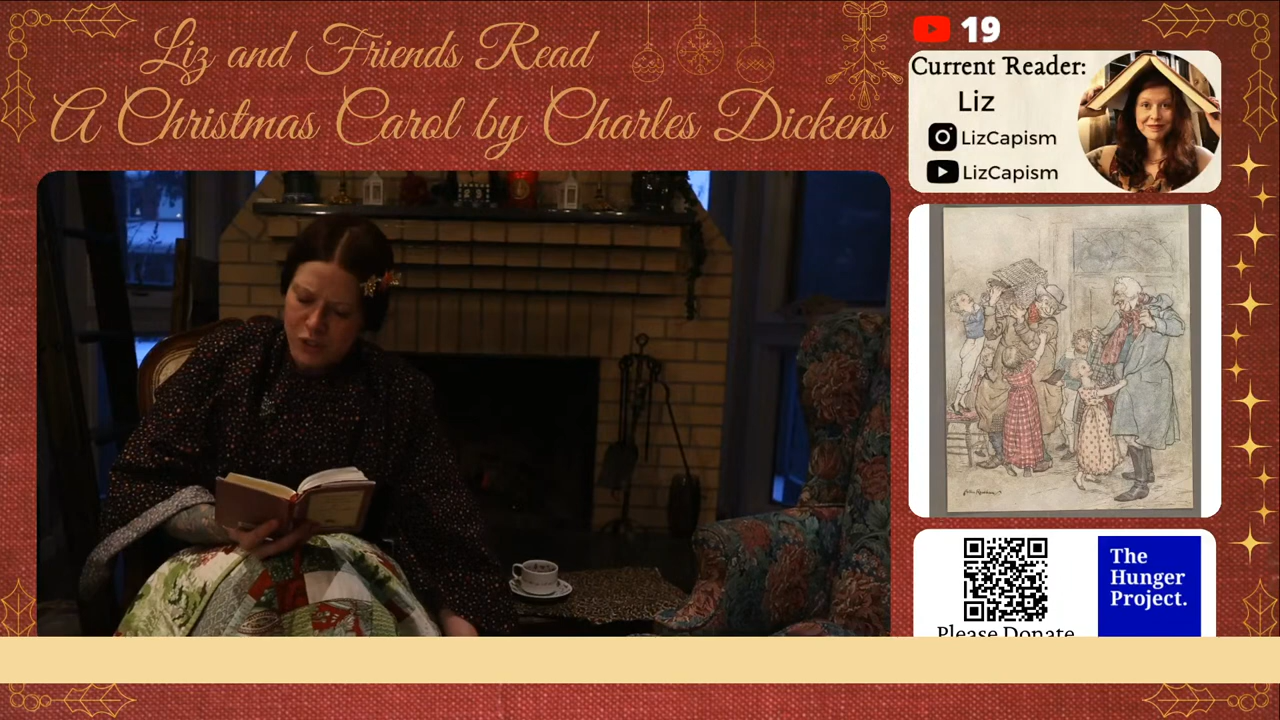 Liz and Friends Read
A Christmas Carol by Charles Dickens
19
Current Reader:
Liz
LizCapism
LizCapism
The
Hunger
Project.
Please Donate